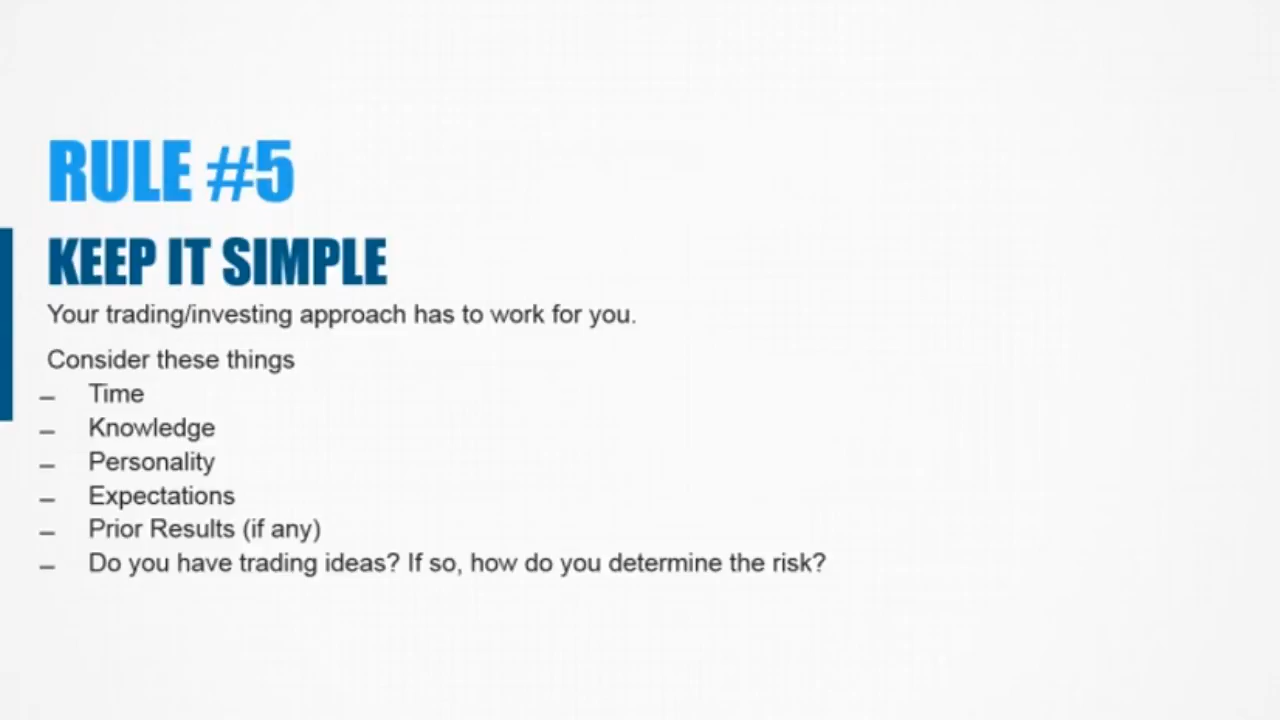 RULE #5
KEEP IT SIMPLE
Your trading/investing approach has to work for you.
Consider these things
– Time
– Knowledge
– Personality
– Expectations
– Prior Results (if any)
– Do you have trading ideas? If so, how do you determine the risk?